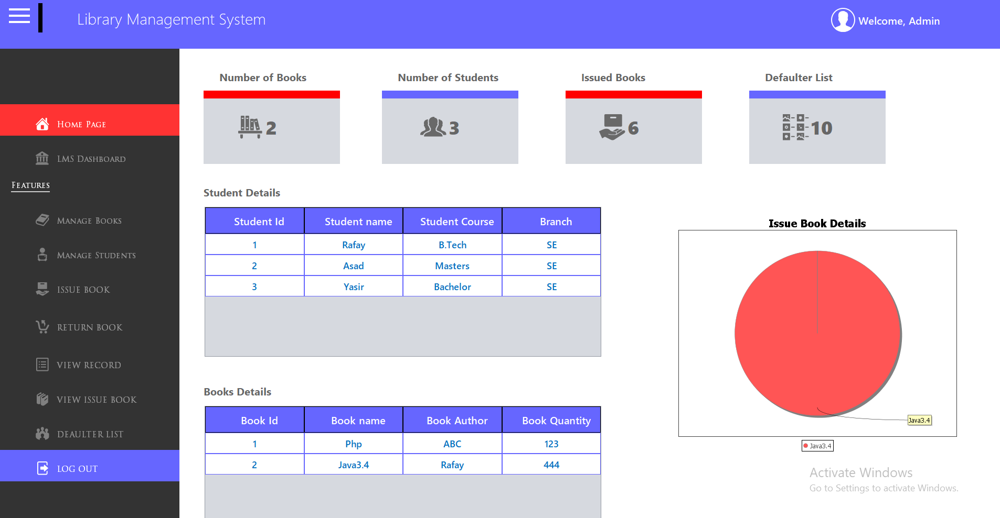 Library Management System
Welcome, Admin
Home Page
LMS Dashboard
Features
Manage Books
Manage Students
ISSUE BOOK
RETURN BOOK
VIEW RECORD
VIEW ISSUE BOOK
DEAULTER LIST
LOG OUT
Number of Books
2
Number of Students
3
Issued Books
6
Defaulter List
10
Student Details
Student Id Student name Student Course Branch
1 Rafay B.Tech SE
2 Asad Masters SE
3 Yasir Bachelor SE
Books Details
Book Id Book name Book Author Book Quantity
1 Php ABC 123
2 Java3.4 Rafay 444
Issue Book Details
Java3.4
Java3.4
Activate Windows
Go to Settings to activate Windows.